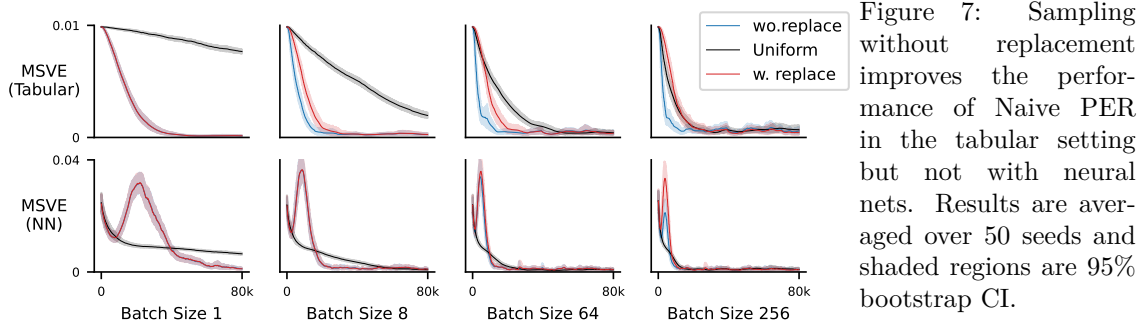 0.01
MSVE
(Tabular)
0
wo.replace
Uniform
w. replace
0.04
MSVE
(NN)
0
0 80k
0 80k
0 80k
0 80k
Batch Size 1
Batch Size 8
Batch Size 64
Batch Size 256
Figure 7: Sampling
without replacement
improves the perfor-
mance of Naive PER
in the tabular setting
but not with neural
nets. Results are aver-
aged over 50 seeds and
shaded regions are 95%
bootstrap CI.